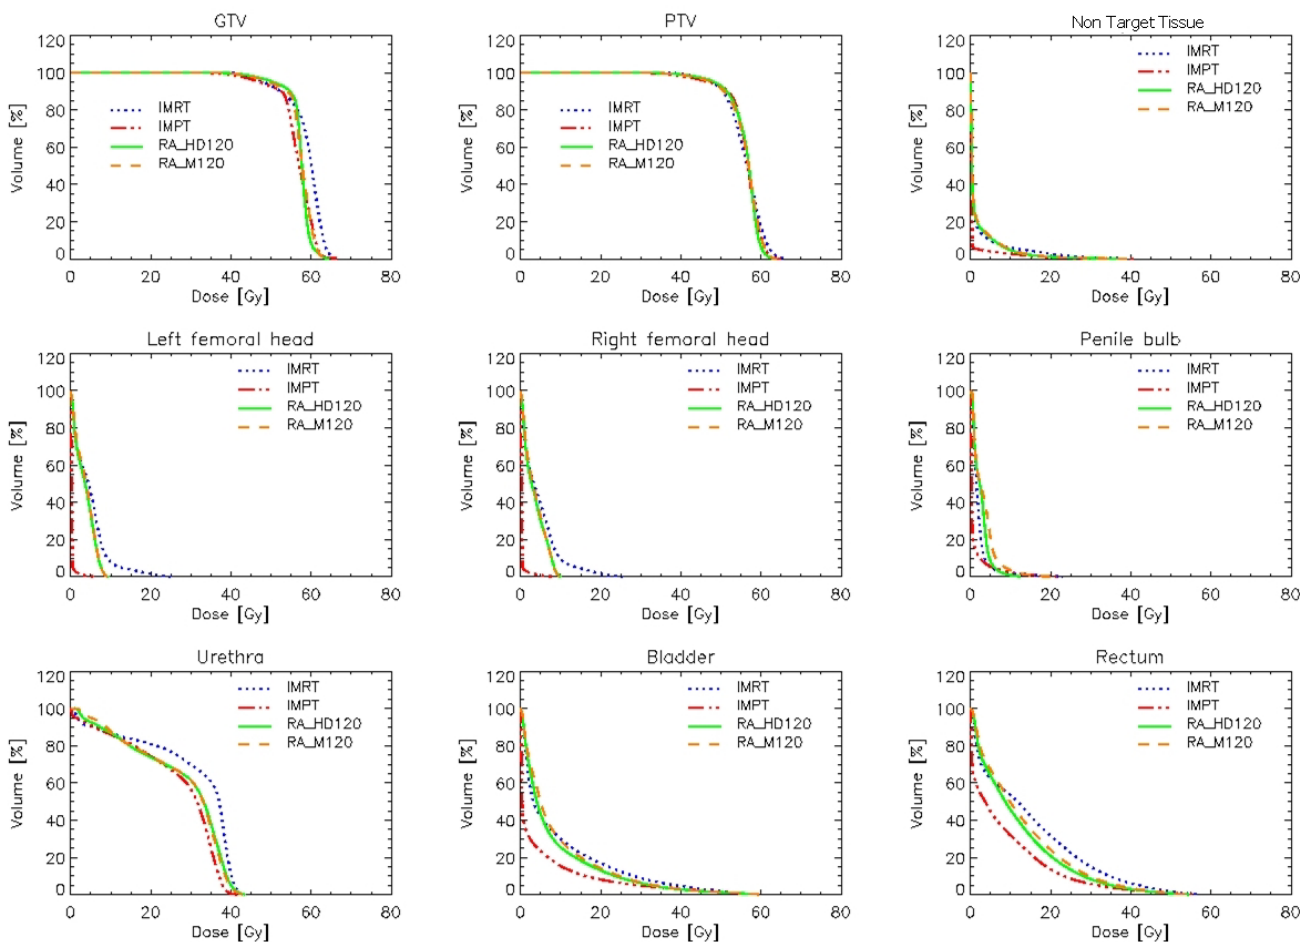 GTV
120
100
80
60
40
20
0
Volume [%]
IMRT
IMPT
RA_HD120
RA_M120
0 20 40 60 80
Dose [Gy]
PTV
120
100
80
60
40
20
0
Volume [%]
IMRT
IMPT
RA_HD120
RA_M120
0 20 40 60 80
Dose [Gy]
Non Target Tissue
120
100
80
60
40
20
0
Volume [%]
IMRT
IMPT
RA_HD120
RA_M120
0 20 40 60 80
Dose [Gy]
Left femoral head
120
100
80
60
40
20
0
Volume [%]
IMRT
IMPT
RA_HD120
RA_M120
0 20 40 60 80
Dose [Gy]
Right femoral head
120
100
80
60
40
20
0
Volume [%]
IMRT
IMPT
RA_HD120
RA_M120
0 20 40 60 80
Dose [Gy]
Penile bulb
120
100
80
60
40
20
0
Volume [%]
IMRT
IMPT
RA_HD120
RA_M120
0 20 40 60 80
Dose [Gy]
Urethra
120
100
80
60
40
20
0
Volume [%]
IMRT
IMPT
RA_HD120
RA_M120
0 20 40 60 80
Dose [Gy]
Bladder
120
100
80
60
40
20
0
Volume [%]
IMRT
IMPT
RA_HD120
RA_M120
0 20 40 60 80
Dose [Gy]
Rectum
120
100
80
60
40
20
0
Volume [%]
IMRT
IMPT
RA_HD120
RA_M120
0 20 40 60 80
Dose [Gy]